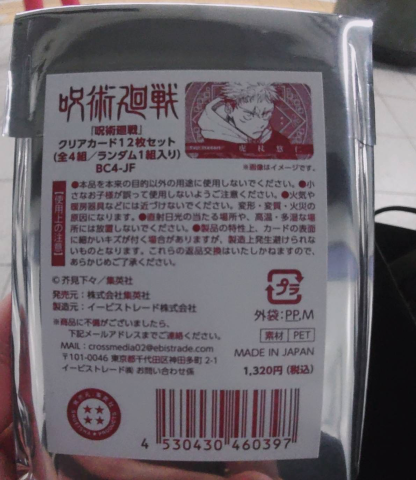 呪術廻戦
『呪術廻戦』
クリアカード12枚セット
(全4組/ランダム1組入り)
BC4-JF
虎杖悠仁
※画像はイメージです。
【使用上の注意】
●本品を本来の目的以外の用途に使用しないでください。●小
さなお子様が誤って使用しないようご注意ください。●火気や
暖房器具などには近づけないでください。変形・変質・火災の
原因になります。●直射日光の当たる場所や、高温・多湿な場
所には放置しないでください。●製品の特性上、カードの表面
に細かいキズが付く場合がありますが、製造上発生避けられな
いものとなります。これらの返品交換はいたしかねますので、
あらかじめご了承ください。
©芥見下々/集英社
発売元:株式会社集英社
製造元:イービストレード株式会社
※商品に不備がございましたら、
下記メールアドレスまでご連絡ください。
MAIL:crossmedia02@ebistrade.com
〒101-0046 東京都千代田区神田多町2-1
イービストレード㈱ お問い合わせ係
プラ
外袋:PP,M
素材 PET
MADE IN JAPAN
1,320円(税込)
4 530430 460397